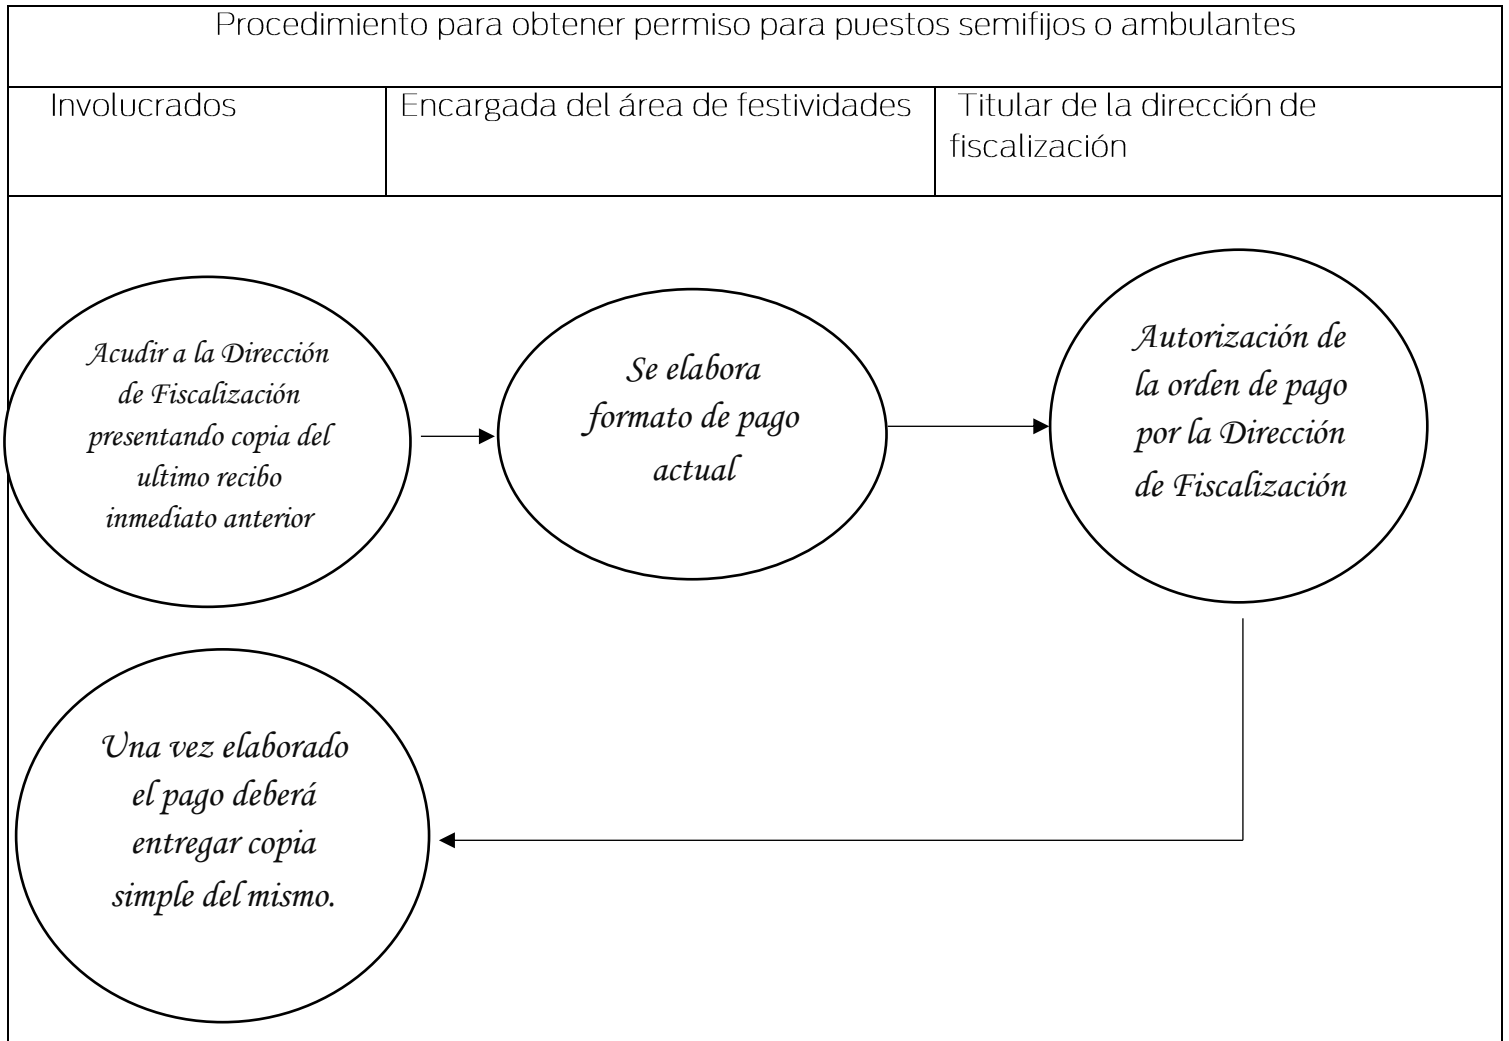 Procedimiento para obtener permiso para puestos semifijos o ambulantes
Involucrados
Encargada del área de festividades
Titular de la dirección de
fiscalización
Acudir a la Dirección
de Fiscalización
presentando copia del
ultimo recibo
inmediato anterior
Se elabora
formato de pago
actual
Autorización de
la orden de pago
por la Dirección
de Fiscalización
Una vez elaborado
el pago deberá
entregar copia
simple del mismo.